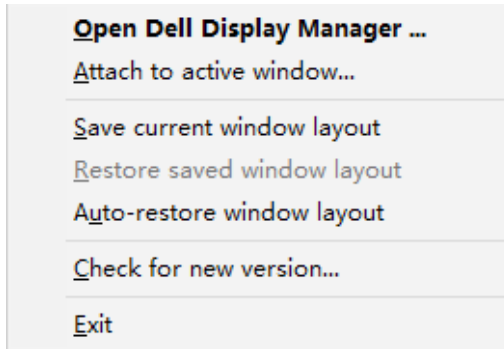 Open Dell Display Manager ...
Attach to active window...
Save current window layout
Restore saved window layout
Auto-restore window layout
Check for new version...
Exit